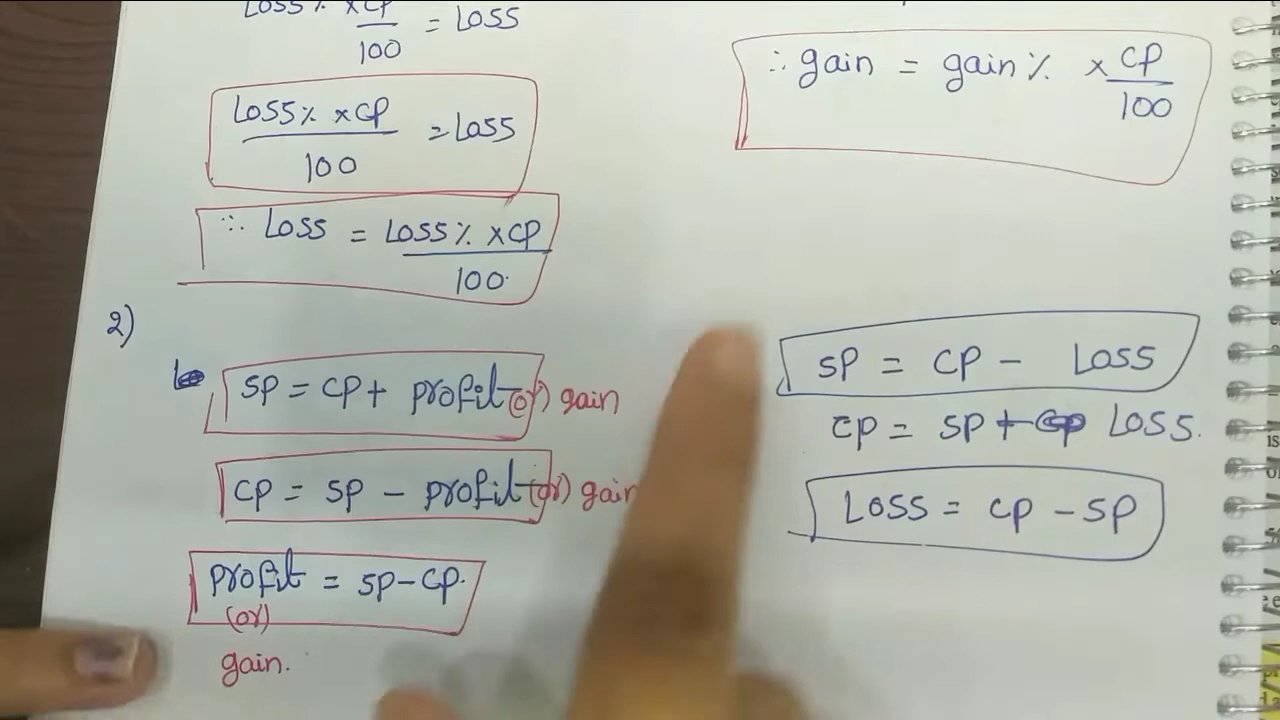 Loss% × CP
100 = Loss
Loss% × CP
100 = Loss
∴ Loss = Loss% × CP
100
∴ gain = gain% × CP
100
2)
SP = CP + profit (or) gain
CP = SP − profit (or) gain
profit = SP − CP.
(or)
gain.
SP = CP − Loss
CP = SP + Loss.
Loss = CP − SP